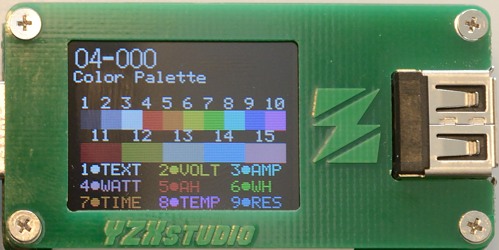 04-000
Color Palette
1 2 3 4 5 6 7 8 9 10
11 12 13 14 15
1●TEXT 2●VOLT 3●AMP
4●WATT 5●AH 6●WH
7●TIME 8●TEMP 9●RES
YZXSTUDIO